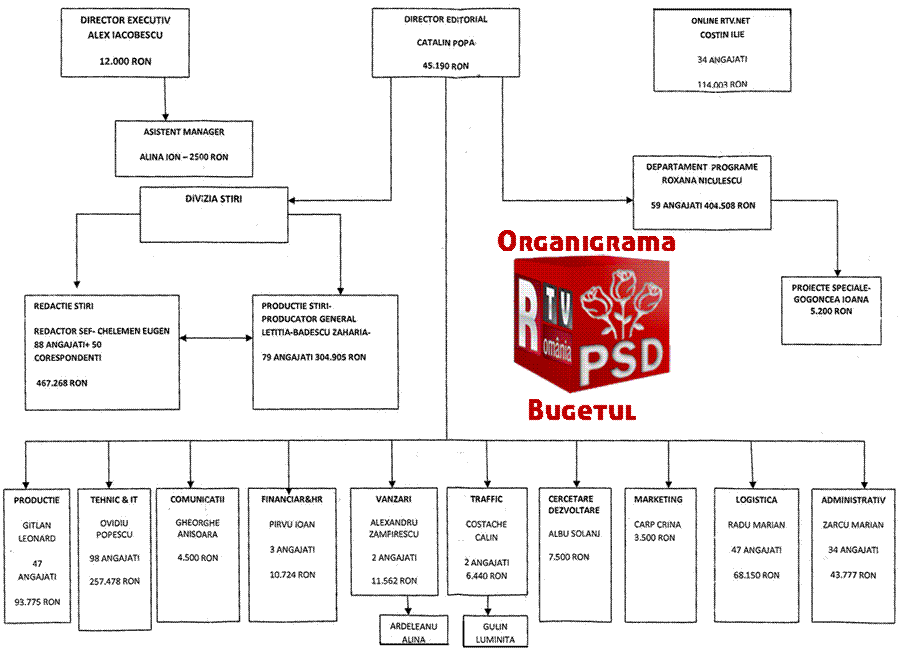 DIRECTOR EXECUTIV
ALEX IACOBESCU
12.000 RON
DIRECTOR EDITORIAL
CATALIN POPA-
45.190 RON
ONLINE RTV.NET
COSTIN ILIE
34 ANGAJATI
114.003 RON
ASISTENT MANAGER
ALINA ION – 2500 RON
DEPARTAMENT PROGRAME
ROXANA NICULESCU
59 ANGAJATI 404.508 RON
DIVIZIA STIRI
ORGANIGRAMA
RTV
România
PSD
BUGETUL
PROIECTE SPECIALE-
GOGONCEA IOANA
5.200 RON
REDACTIE STIRI
REDACTOR SEF- CHELEMEN EUGEN
88 ANGAJATI+ 50
CORESPONDENTI
467.268 RON
PRODUCTIE STIRI-
PRODUCATOR GENERAL
LETITIA-BADESCU ZAHARIA-
79 ANGAJATI 304.905 RON
PRODUCTIE
GITLAN
LEONARD
47
ANGAJATI
93.775 RON
TEHNIC & IT
OVIDIU
POPESCU
98 ANGAJATI
257.478 RON
COMUNICATII
GHEORGHE
ANISOARA
4.500 RON
FINANCIAR&HR
PIRVU IOAN
3 ANGAJATI
10.724 RON
VANZARI
ALEXANDRU
ZAMFIRESCU
2 ANGAJATI
11.562 RON
TRAFFIC
COSTACHE
CALIN
2 ANGAJATI
6.440 RON
CERCETARE
DEZVOLTARE
ALBU SOLANJ
7.500 RON
MARKETING
CARP CRINA
3.500 RON
LOGISTICA
RADU MARIAN
47 ANGAJATI
68.150 RON
ADMINISTRATIV
ZARCU MARIAN
34 ANGAJATI
43.777 RON
ARDELEANU
ALINA
GULIN
LUMINITA